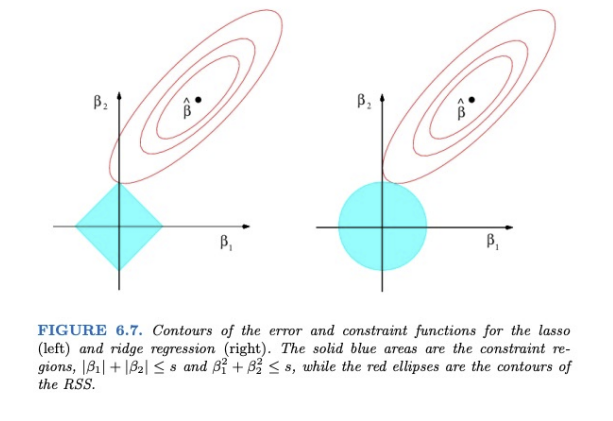 β₂
β̂
β₁
β₂
β̂
β₁
FIGURE 6.7. Contours of the error and constraint functions for the lasso
(left) and ridge regression (right). The solid blue areas are the constraint re-
gions, |β₁| + |β₂| ≤ s and β₁² + β₂² ≤ s, while the red ellipses are the contours of
the RSS.